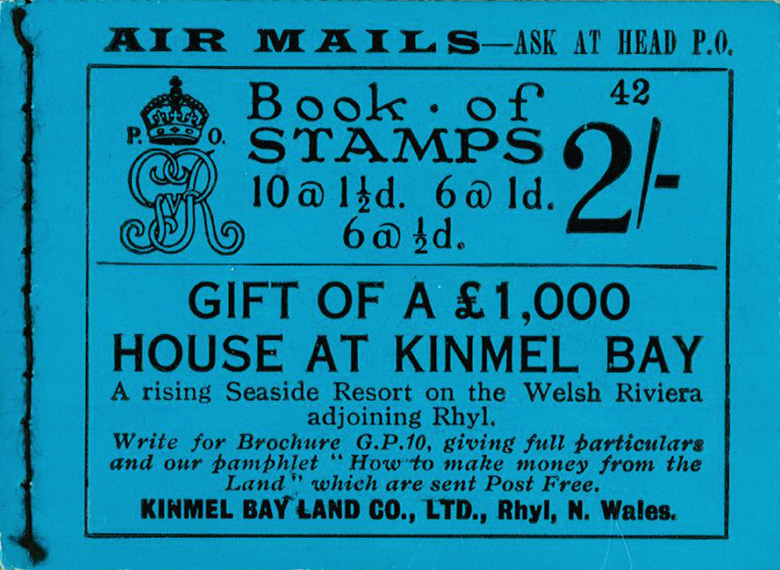 AIR MAILS—ASK AT HEAD P.O.
P. O.
GR
Book · of
STAMPS
42
2/-
10 @ 1½d. 6 @ 1d.
6 @ ½d.
GIFT OF A £1,000
HOUSE AT KINMEL BAY
A rising Seaside Resort on the Welsh Riviera
adjoining Rhyl.
Write for Brochure G.P.10, giving full particulars
and our pamphlet "How to make money from the
Land" which are sent Post Free.
KINMEL BAY LAND CO., LTD., Rhyl, N. Wales.